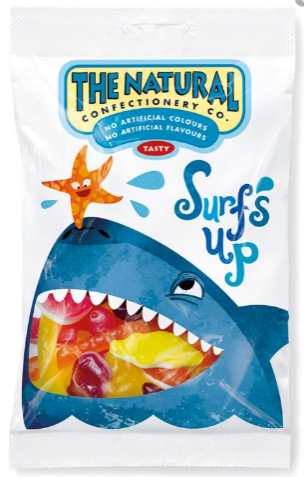 THE NATURAL
CONFECTIONERY CO.
NO ARTIFICIAL COLOURS
NO ARTIFICIAL FLAVOURS
TASTY
Surf's
up